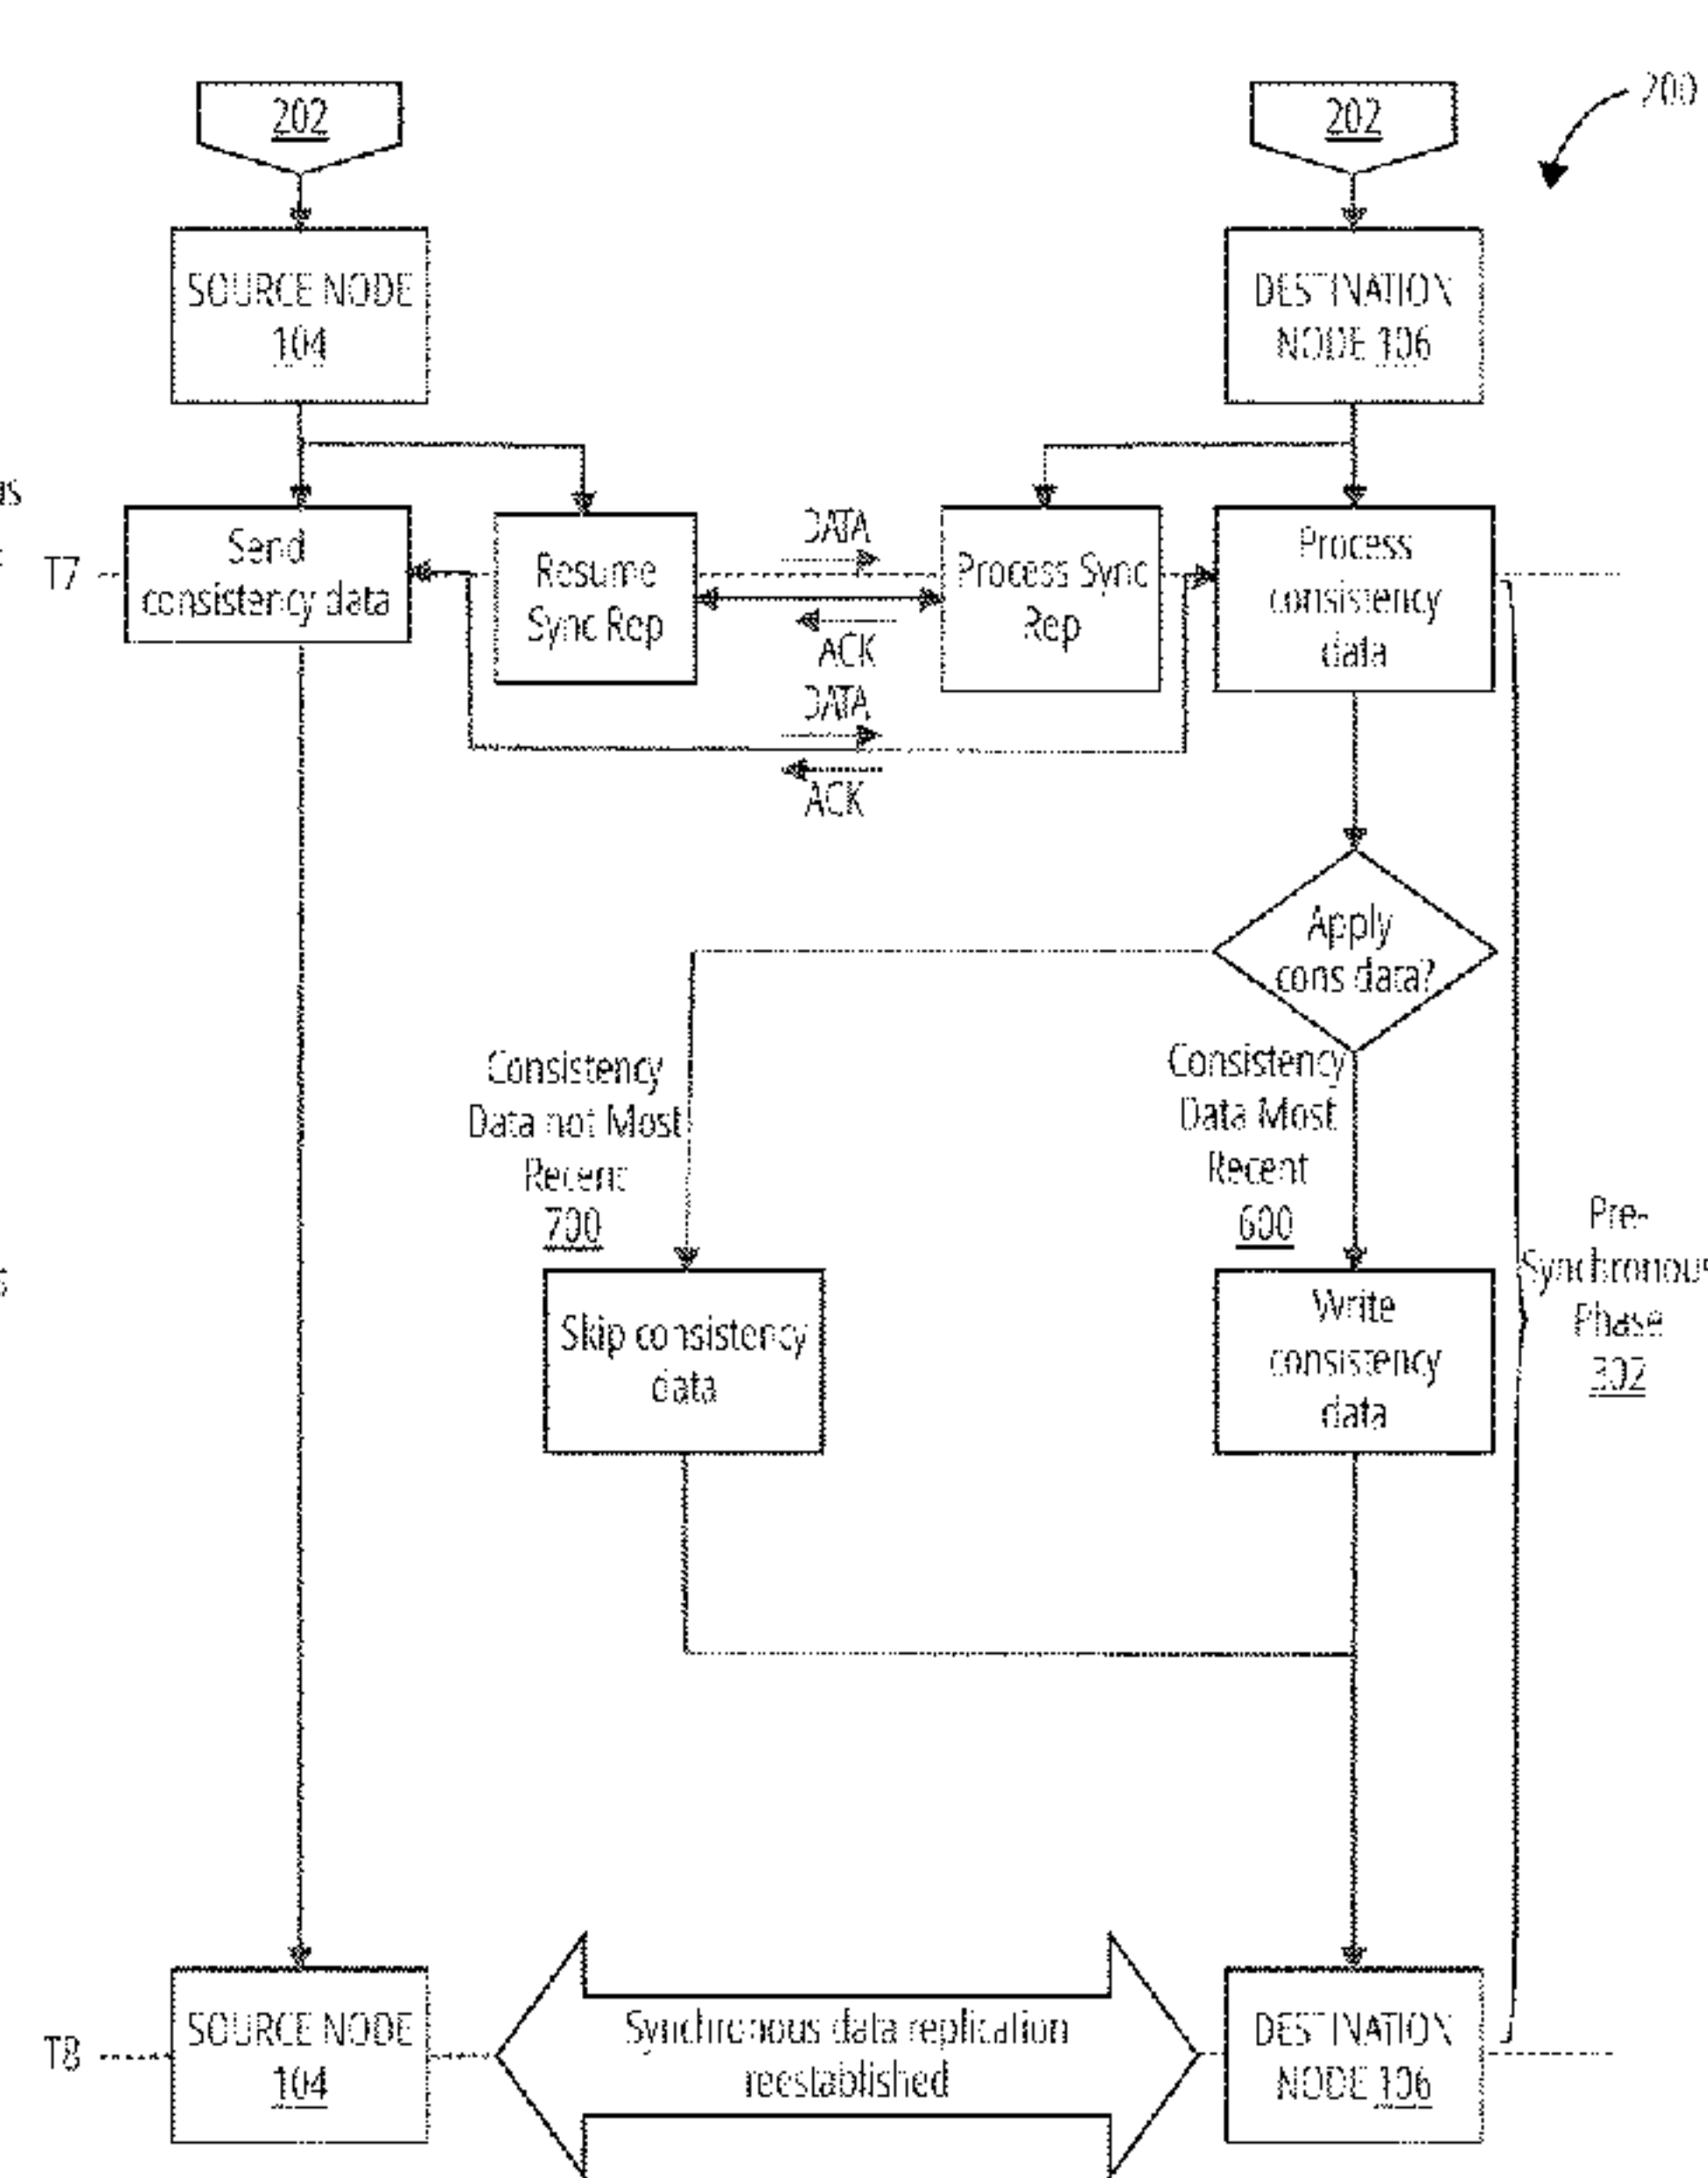 202
202
200
SOURCE NODE
104
DESTINATION
NODE 106
T7
Send
consistency data
Resume
Sync Rep
DATA
ACK
DATA
ACK
Process Sync
Rep
Process
consistency
data
Apply
cons data?
Consistency
Data not Most
Recent
700
Consistency
Data Most
Recent
600
Skip consistency
data
Write
consistency
data
Pre-
Synchronous
Phase
302
T8
SOURCE NODE
104
Synchronous data replication
reestablished
DESTINATION
NODE 106